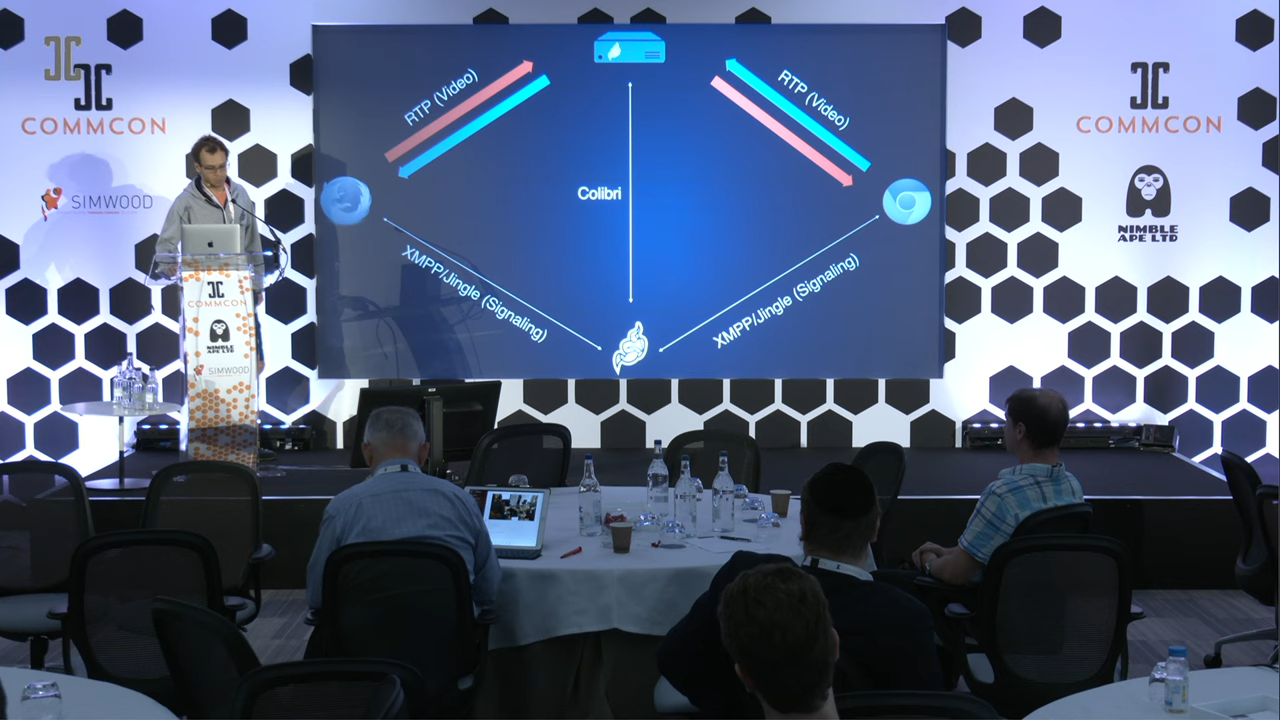 COMMCON
SIMWOOD
RTP (Video)
RTP (Video)
Colibri
XMPP/Jingle (Signaling)
XMPP/Jingle (Signaling)
COMMCON
NIMBLE
APE LTD
COMMCON
NIMBLE
APE LTD
SIMWOOD